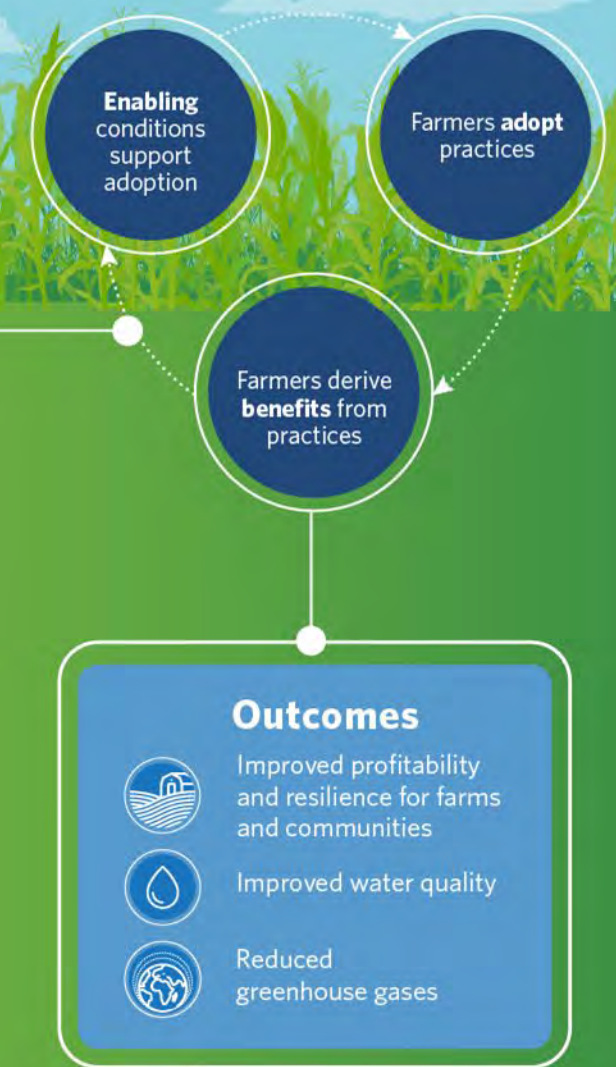 Enabling
conditions
support
adoption
Farmers adopt
practices
Farmers derive
benefits from
practices
Outcomes
Improved profitability
and resilience for farms
and communities
Improved water quality
Reduced
greenhouse gases